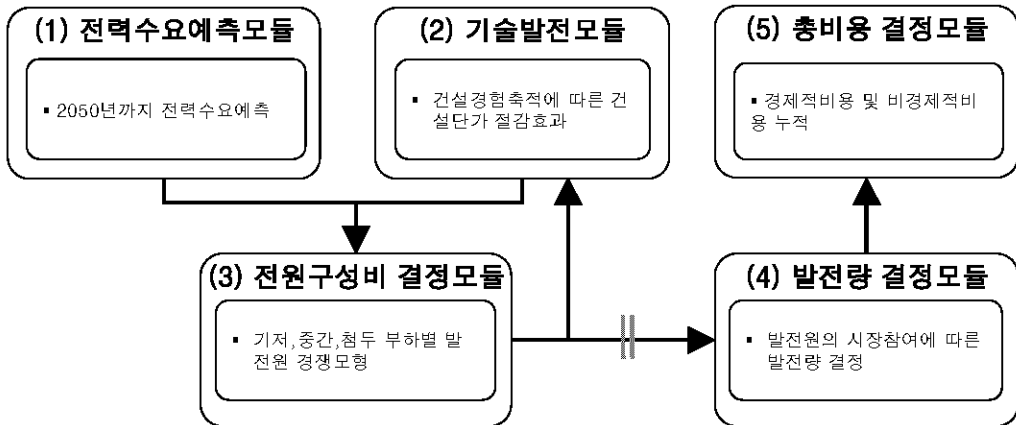 (1) 전력수요예측모듈
▪ 2050년까지 전력수요예측
(2) 기술발전모듈
▪ 건설경험축적에 따른 건
설단가 절감효과
(5) 총비용 결정모듈
▪ 경제적비용 및 비경제적비
용 누적
(3) 전원구성비 결정모듈
▪ 기저,중간,첨두 부하별 발
전원 경쟁모형
(4) 발전량 결정모듈
▪ 발전원의 시장참여에 따른
발전량 결정